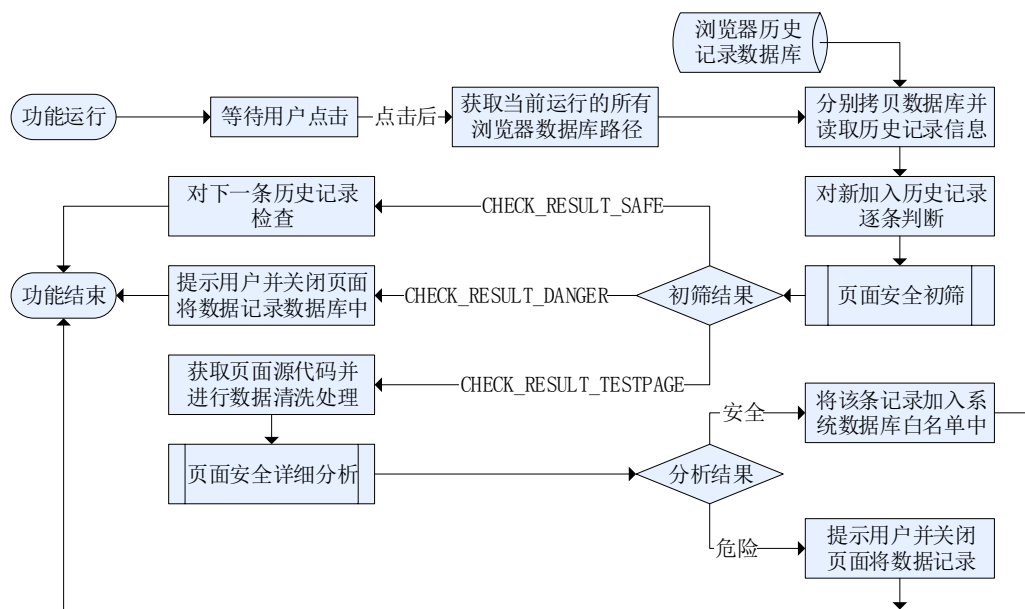 浏览器历史
记录数据库
功能运行
等待用户点击
点击后
获取当前运行的所有
浏览器数据库路径
分别拷贝数据库并
读取历史记录信息
对下一条历史记录
检查
CHECK_RESULT_SAFE
对新加入历史记录
逐条判断
功能结束
提示用户并关闭页面
将数据记录数据库中
CHECK_RESULT_DANGER
初筛结果
页面安全初筛
获取页面源代码并
进行数据清洗处理
CHECK_RESULT_TESTPAGE
安全
将该条记录加入系
统数据库白名单中
页面安全详细分析
分析结果
危险
提示用户并关闭
页面将数据记录